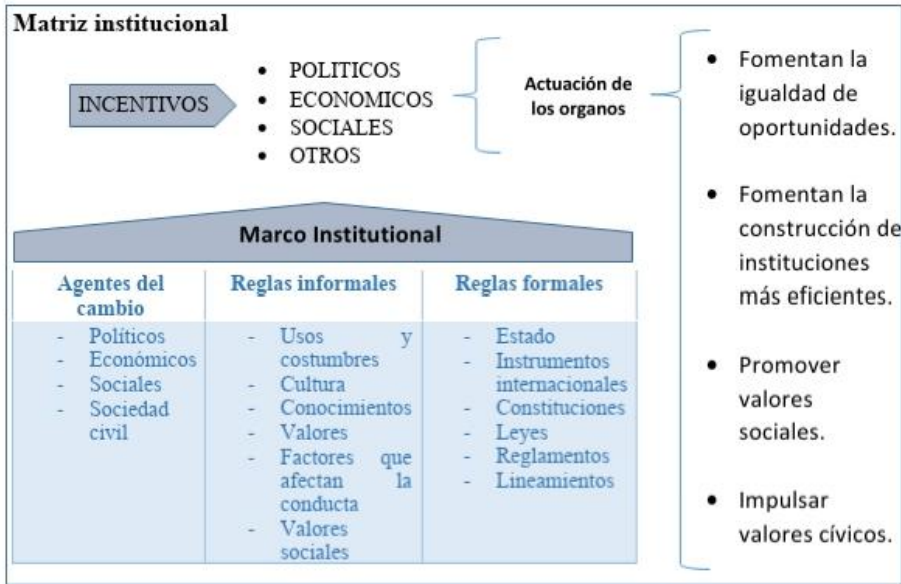 Matriz institucional
INCENTIVOS
• POLITICOS
• ECONOMICOS
• SOCIALES
• OTROS
Actuación de
los organos
• Fomentan la
igualdad de
oportunidades.
• Fomentan la
construcción de
instituciones
más eficientes.
• Promover
valores
sociales.
• Impulsar
valores cívicos.
Marco Institutional
Agentes del
cambio
- Políticos
- Económicos
- Sociales
- Sociedad
civil
Reglas informales
- Usos y
costumbres
- Cultura
- Conocimientos
- Valores
- Factores que
afectan la
conducta
- Valores
sociales
Reglas formales
- Estado
- Instrumentos
internacionales
- Constituciones
- Leyes
- Reglamentos
- Lineamientos